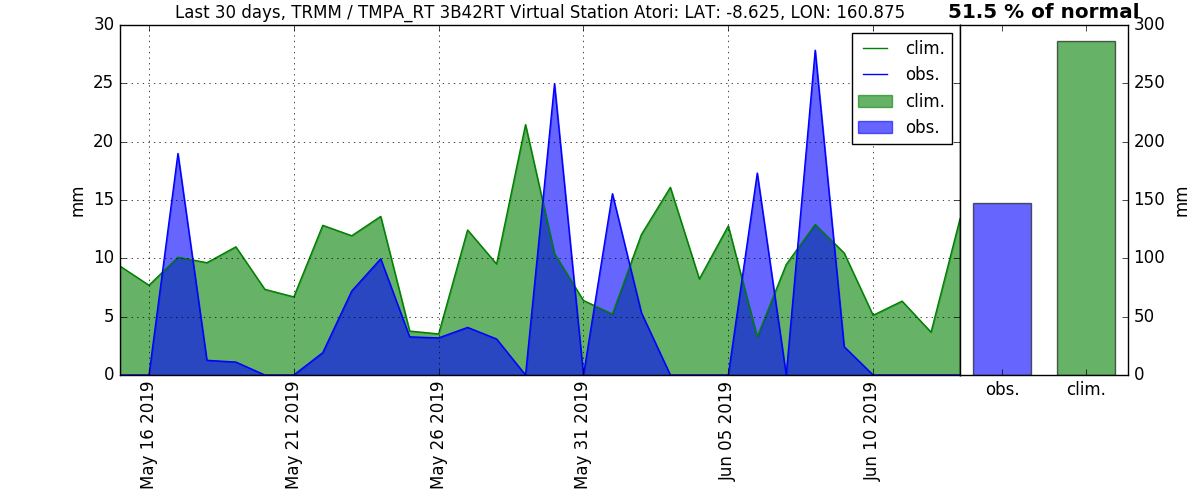 Last 30 days, TRMM / TMPA_RT 3B42RT Virtual Station Atori: LAT: -8.625, LON: 160.875
51.5 % of normal
30
25
20
15
10
5
0
mm
clim.
obs.
clim.
obs.
300
250
200
150
100
50
0
mm
May 16 2019
May 21 2019
May 26 2019
May 31 2019
Jun 05 2019
Jun 10 2019
obs.
clim.